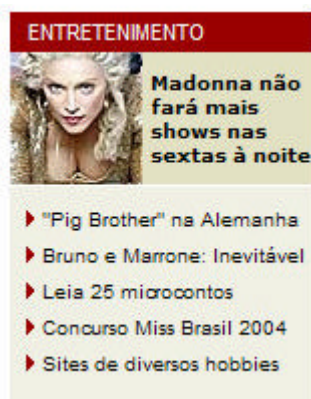 ENTRETENIMENTO
Madonna não
fará mais
shows nas
sextas à noite
"Pig Brother" na Alemanha
Bruno e Marrone: Inevitável
Leia 25 microcontos
Concurso Miss Brasil 2004
Sites de diversos hobbies